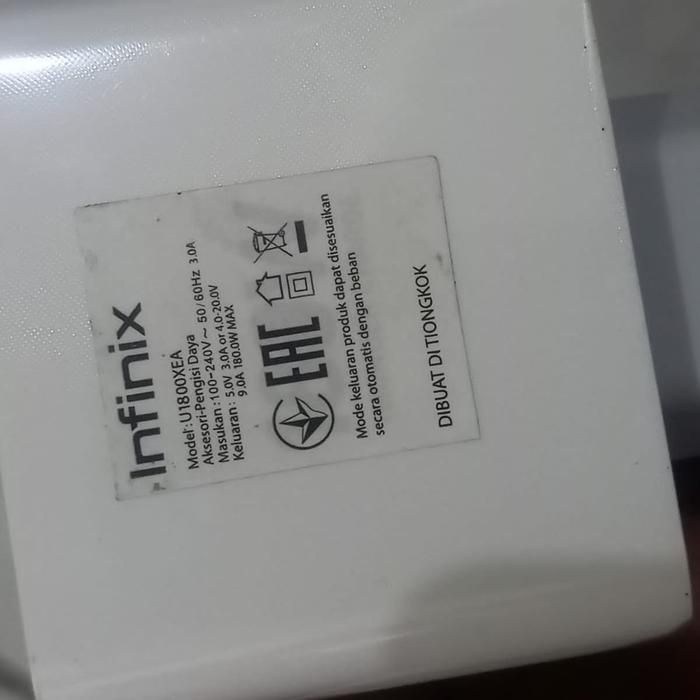 Infinix
Model: U1800XEA
Aksesori-Pengisi Daya
Masukan : 100-240V~ 50/60Hz 3.0A
Keluaran : 5.0V 3.0A or 4.0-20.0V
9.0A 180.0W MAX
EAC
Mode keluaran produk dapat disesuaikan
secara otomatis dengan beban
DIBUAT DI TIONGKOK